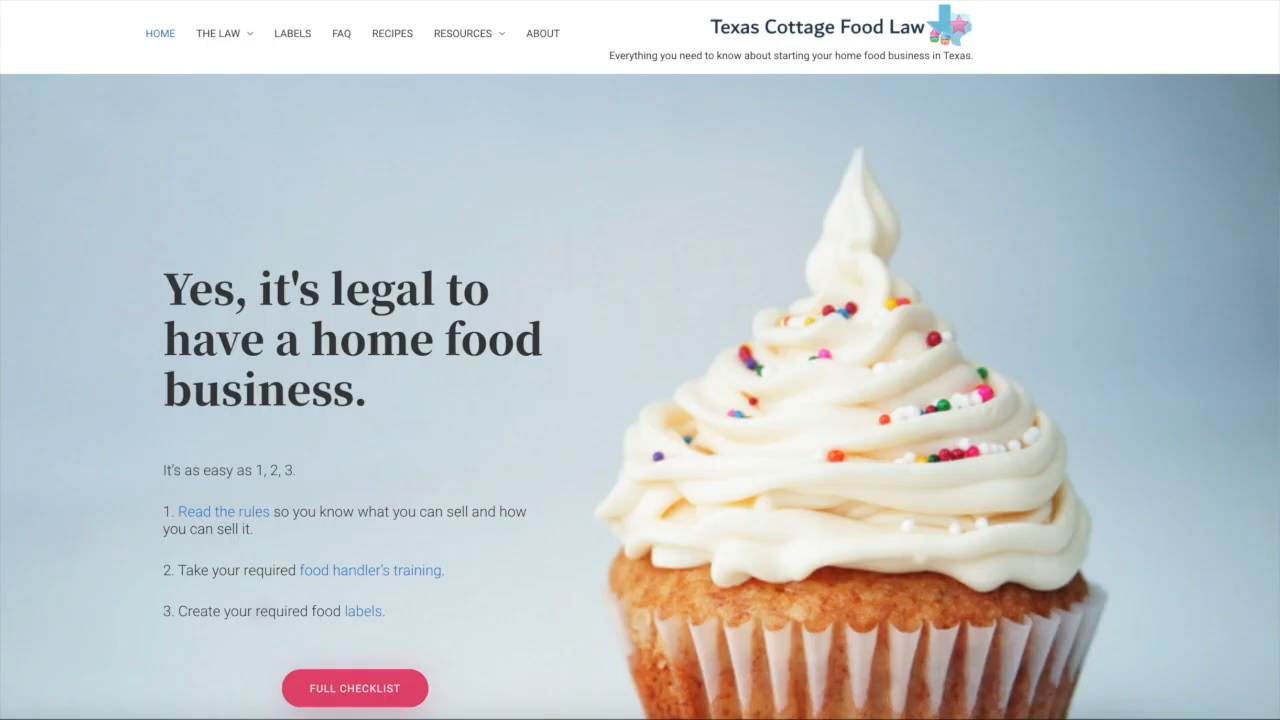 HOME
THE LAW
LABELS
FAQ
RECIPES
RESOURCES
ABOUT
Texas Cottage Food Law
Everything you need to know about starting your home food business in Texas.
Yes, it's legal to
have a home food
business.
It's as easy as 1, 2, 3.
1. Read the rules so you know what you can sell and how
you can sell it.
2. Take your required food handler's training.
3. Create your required food labels.
FULL CHECKLIST